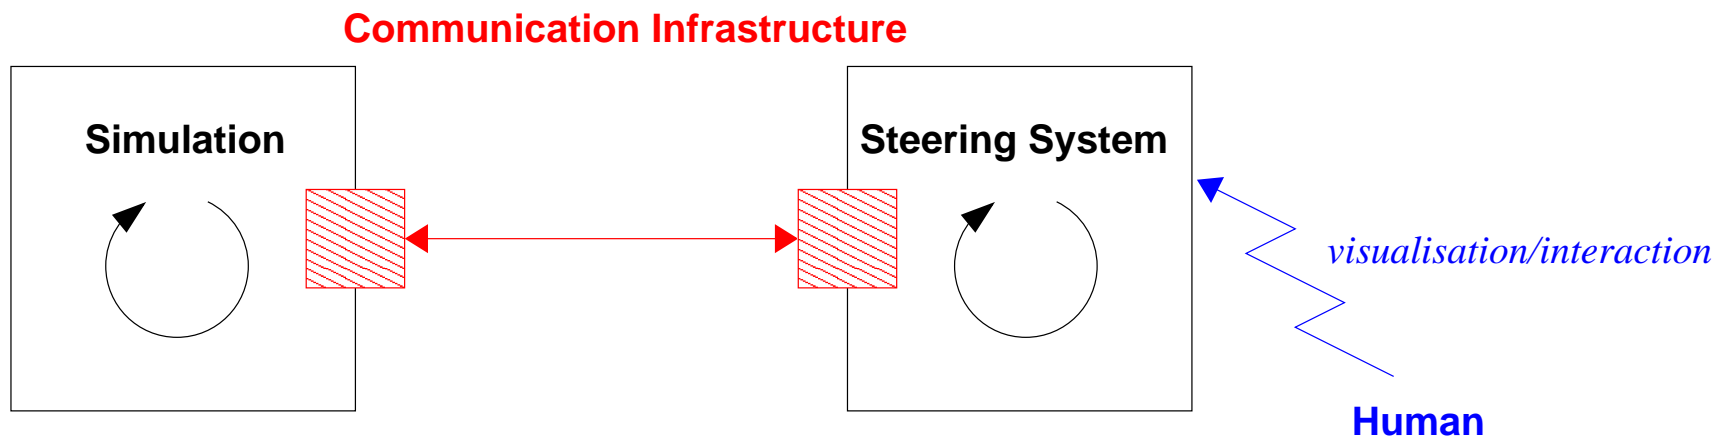 Communication Infrastructure
Simulation
Steering System
visualisation/interaction
Human